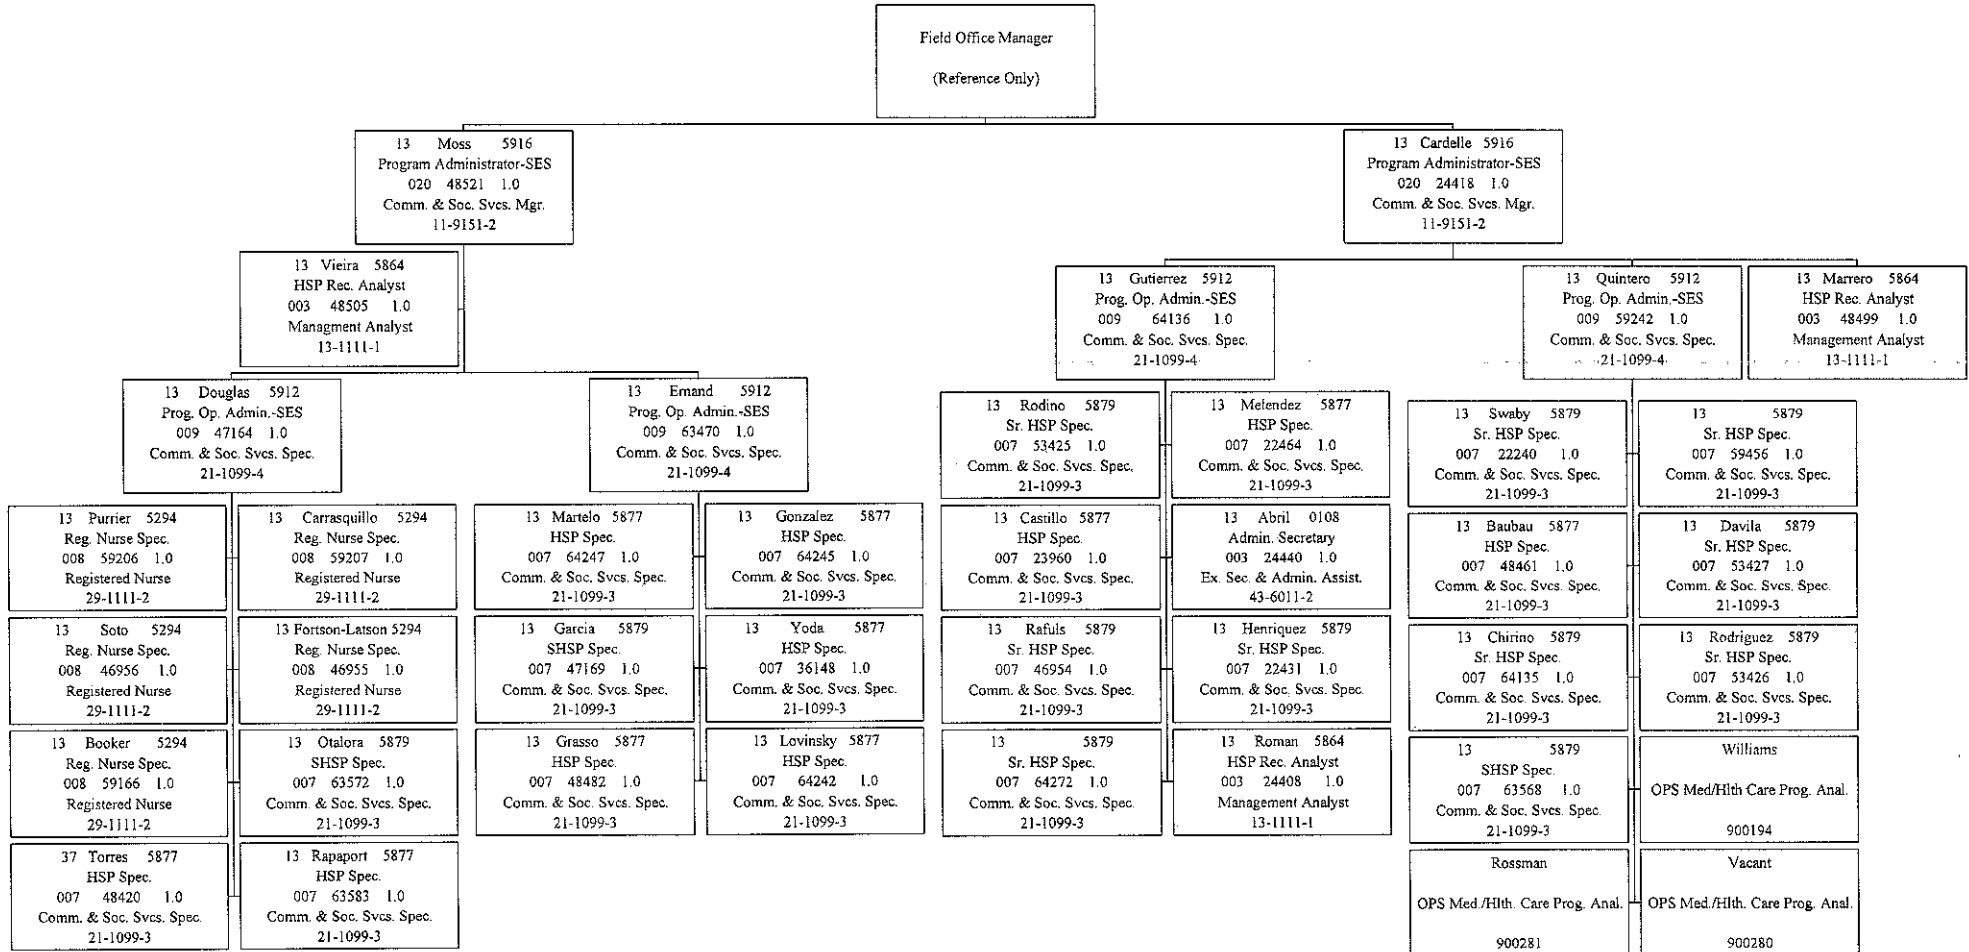 Field Office Manager
(Reference Only)
13 Moss 5916
Program Administrator-SES
020 48521 1.0
Comm. & Soc. Svcs. Mgr.
11-9151-2
13 Cardelle 5916
Program Administrator-SES
020 24418 1.0
Comm. & Soc. Svcs. Mgr.
11-9151-2
13 Vieira 5864
HSP Rec. Analyst
003 48505 1.0
Managment Analyst
13-1111-1
13 Gutierrez 5912
Prog. Op. Admin.-SES
009 64136 1.0
Comm. & Soc. Svcs. Spec.
21-1099-4
13 Quintero 5912
Prog. Op. Admin.-SES
009 59242 1.0
Comm. & Soc. Svcs. Spec.
21-1099-4
13 Marrero 5864
HSP Rec. Analyst
003 48499 1.0
Management Analyst
13-1111-1
13 Douglas 5912
Prog. Op. Admin.-SES
009 47164 1.0
Comm. & Soc. Svcs. Spec.
21-1099-4
13 Emand 5912
Prog. Op. Admin.-SES
009 63470 1.0
Comm. & Soc. Svcs. Spec.
21-1099-4
13 Purrier 5294
Reg. Nurse Spec.
008 59206 1.0
Registered Nurse
29-1111-2
13 Carrasquillo 5294
Reg. Nurse Spec.
008 59207 1.0
Registered Nurse
29-1111-2
13 Soto 5294
Reg. Nurse Spec.
008 46956 1.0
Registered Nurse
29-1111-2
13 Fortson-Latson 5294
Reg. Nurse Spec.
008 46955 1.0
Registered Nurse
29-1111-2
13 Booker 5294
Reg. Nurse Spec.
008 59166 1.0
Registered Nurse
29-1111-2
13 Otalora 5879
SHSP Spec.
007 63572 1.0
Comm. & Soc. Svcs. Spec.
21-1099-3
37 Torres 5877
HSP Spec.
007 48420 1.0
Comm. & Soc. Svcs. Spec.
21-1099-3
13 Rapaport 5877
HSP Spec.
007 63583 1.0
Comm. & Soc. Svcs. Spec.
21-1099-3
13 Martelo 5877
HSP Spec.
007 64247 1.0
Comm. & Soc. Svcs. Spec.
21-1099-3
13 Gonzalez 5877
HSP Spec.
007 64245 1.0
Comm. & Soc. Svcs. Spec.
21-1099-3
13 Garcia 5879
SHSP Spec.
007 47169 1.0
Comm. & Soc. Svcs. Spec.
21-1099-3
13 Yoda 5877
HSP Spec.
007 36148 1.0
Comm. & Soc. Svcs. Spec.
21-1099-3
13 Grasso 5877
HSP Spec.
007 48482 1.0
Comm. & Soc. Svcs. Spec.
21-1099-3
13 Lovinsky 5877
HSP Spec.
007 64242 1.0
Comm. & Soc. Svcs. Spec.
21-1099-3
13 Rodino 5879
Sr. HSP Spec.
007 53425 1.0
Comm. & Soc. Svcs. Spec.
21-1099-3
13 Melendez 5877
HSP Spec.
007 22464 1.0
Comm. & Soc. Svcs. Spec.
21-1099-3
13 Castillo 5877
HSP Spec.
007 23960 1.0
Comm. & Soc. Svcs. Spec.
21-1099-3
13 Abril 0108
Admin. Secretary
003 24440 1.0
Ex. Sec. & Admin. Assist.
43-6011-2
13 Rafuls 5879
Sr. HSP Spec.
007 46954 1.0
Comm. & Soc. Svcs. Spec.
21-1099-3
13 Henriquez 5879
Sr. HSP Spec.
007 22431 1.0
Comm. & Soc. Svcs. Spec.
21-1099-3
13 5879
Sr. HSP Spec.
007 64272 1.0
Comm. & Soc. Svcs. Spec.
21-1099-3
13 Roman 5864
HSP Rec. Analyst
003 24408 1.0
Management Analyst
13-1111-1
13 Swaby 5879
Sr. HSP Spec.
007 22240 1.0
Comm. & Soc. Svcs. Spec.
21-1099-3
13 5879
Sr. HSP Spec.
007 59456 1.0
Comm. & Soc. Svcs. Spec.
21-1099-3
13 Baubau 5877
HSP Spec.
007 48461 1.0
Comm. & Soc. Svcs. Spec.
21-1099-3
13 Davila 5879
Sr. HSP Spec.
007 53427 1.0
Comm. & Soc. Svcs. Spec.
21-1099-3
13 Chirino 5879
Sr. HSP Spec.
007 64135 1.0
Comm. & Soc. Svcs. Spec.
21-1099-3
13 Rodriguez 5879
Sr. HSP Spec.
007 53426 1.0
Comm. & Soc. Svcs. Spec.
21-1099-3
13 5879
SHSP Spec.
007 63568 1.0
Comm. & Soc. Svcs. Spec.
21-1099-3
Williams
OPS Med/Hlth Care Prog. Anal.
900194
Rossman
OPS Med./Hlth. Care Prog. Anal.
900281
Vacant
OPS Med./Hlth. Care Prog. Anal.
900280